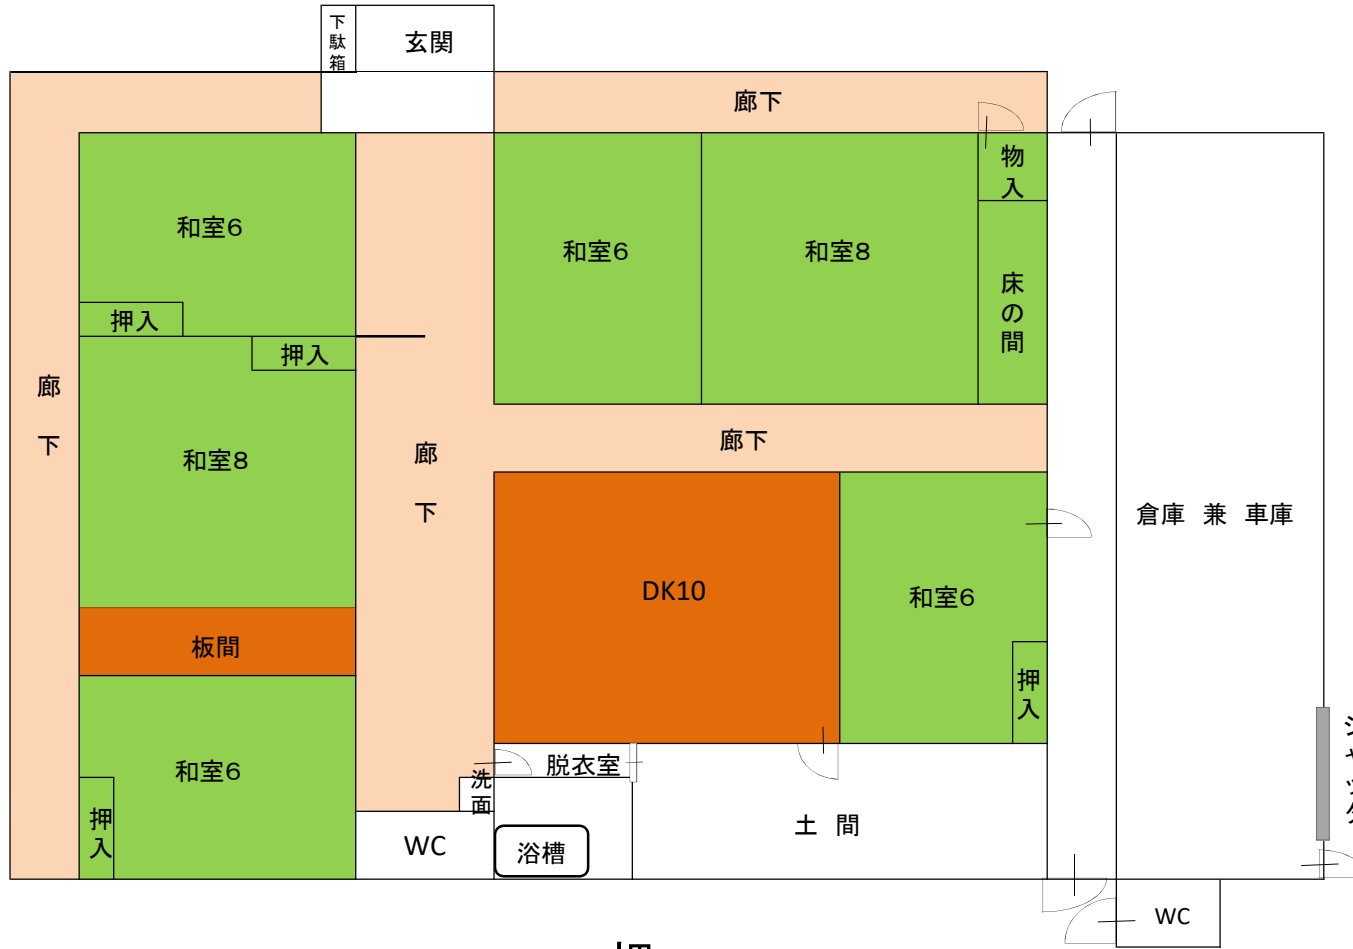 下駄箱
玄関
廊下
物入
和室6
和室6
和室8
床の間
押入
押入
廊下
廊下
廊下
和室8
倉庫 兼 車庫
DK10
和室6
板間
押入
脱衣室
洗面
和室6
押入
土 間
WC
浴槽
WC